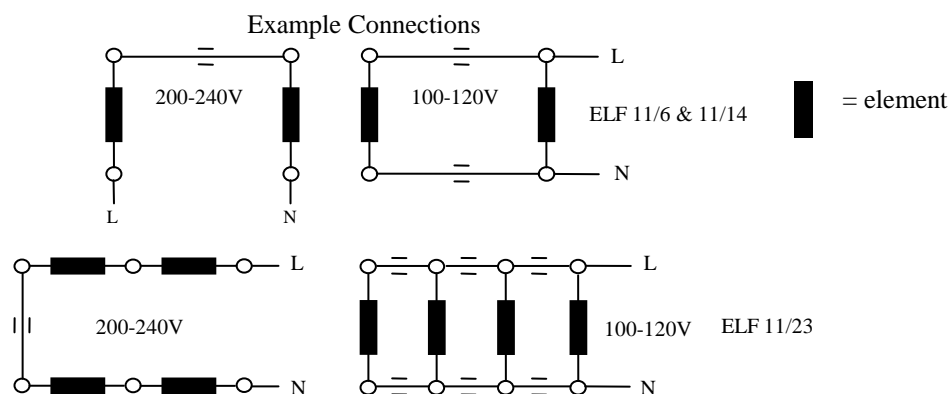 Example Connections
L
200-240V
100-120V
ELF 11/6 & 11/14
= element
N
L
N
L
L
200-240V
100-120V
ELF 11/23
N
N